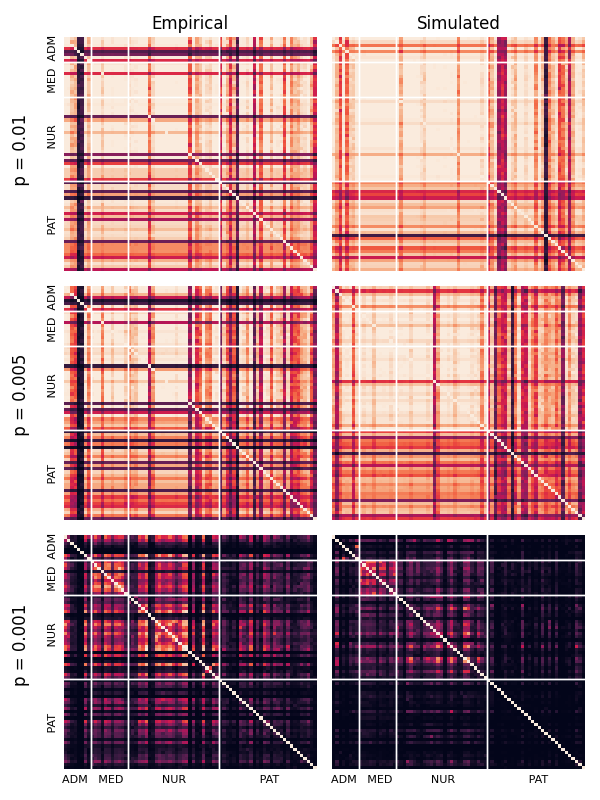 Empirical
Simulated
p = 0.01
ADM
MED
NUR
PAT
p = 0.005
ADM
MED
NUR
PAT
p = 0.001
ADM
MED
NUR
PAT
ADM MED NUR PAT
ADM MED NUR PAT